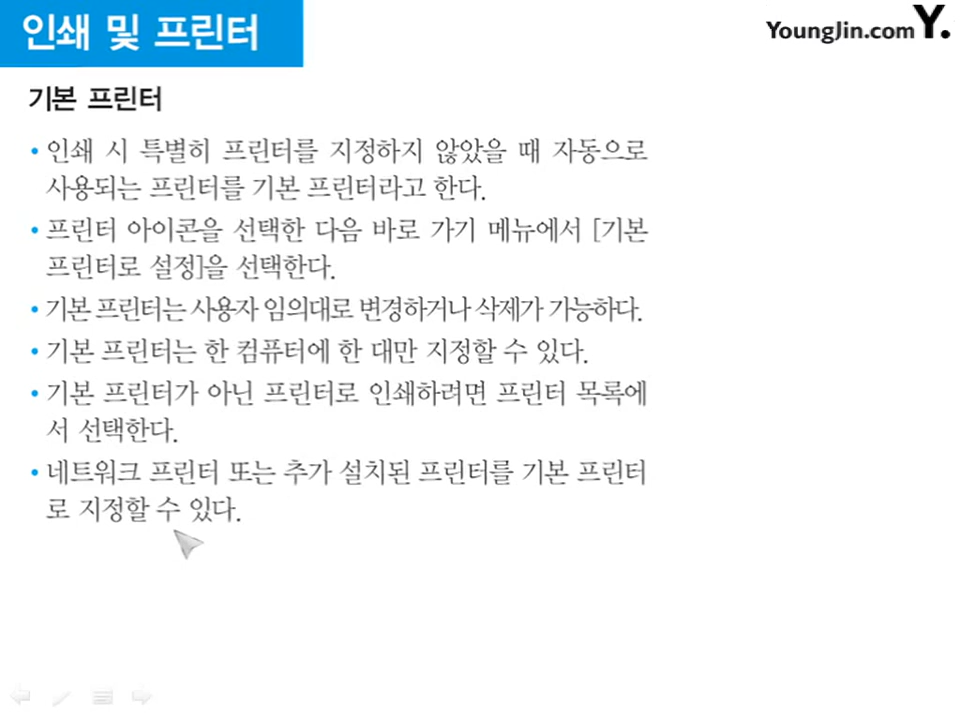 인쇄 및 프린터
YoungJin.com Y.
기본 프린터
• 인쇄 시 특별히 프린터를 지정하지 않았을 때 자동으로
사용되는 프린터를 기본 프린터라고 한다.
• 프린터 아이콘을 선택한 다음 바로 가기 메뉴에서 [기본
프린터로 설정]을 선택한다.
• 기본 프린터는 사용자 임의대로 변경하거나 삭제가 가능하다.
• 기본 프린터는 한 컴퓨터에 한 대만 지정할 수 있다.
• 기본 프린터가 아닌 프린터로 인쇄하려면 프린터 목록에
서 선택한다.
• 네트워크 프린터 또는 추가 설치된 프린터를 기본 프린터
로 지정할 수 있다.